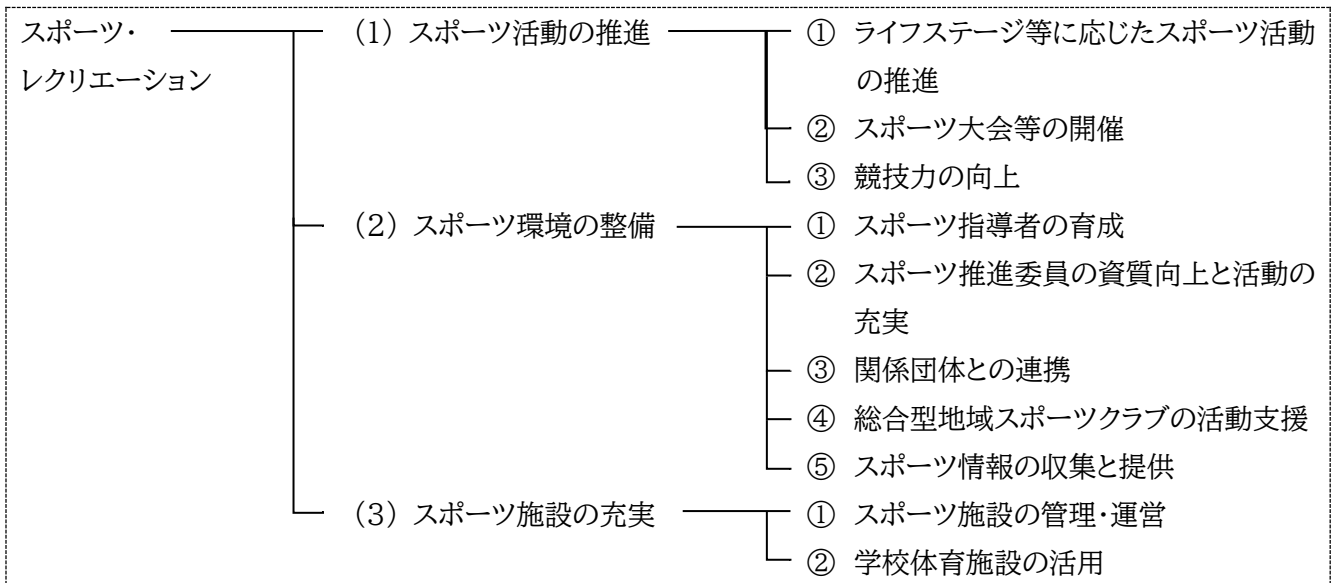 スポーツ・
レクリエーション
(1) スポーツ活動の推進
① ライフステージ等に応じたスポーツ活動
の推進
② スポーツ大会等の開催
③ 競技力の向上
(2) スポーツ環境の整備
① スポーツ指導者の育成
② スポーツ推進委員の資質向上と活動の
充実
③ 関係団体との連携
④ 総合型地域スポーツクラブの活動支援
⑤ スポーツ情報の収集と提供
(3) スポーツ施設の充実
① スポーツ施設の管理・運営
② 学校体育施設の活用